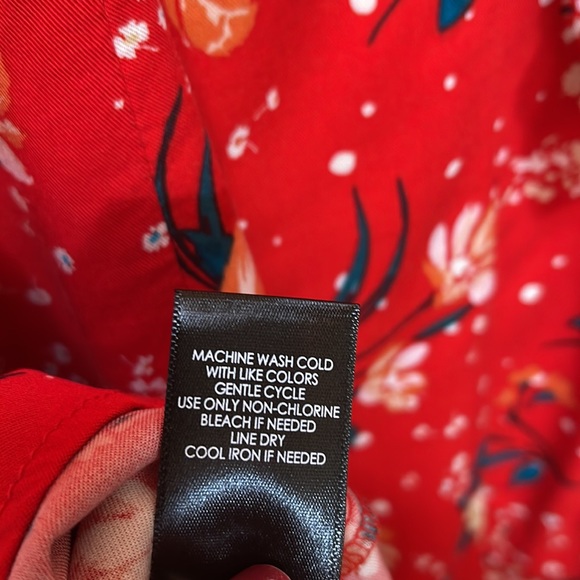 MACHINE WASH COLD
WITH LIKE COLORS
GENTLE CYCLE
USE ONLY NON-CHLORINE
BLEACH IF NEEDED
LINE DRY
COOL IRON IF NEEDED